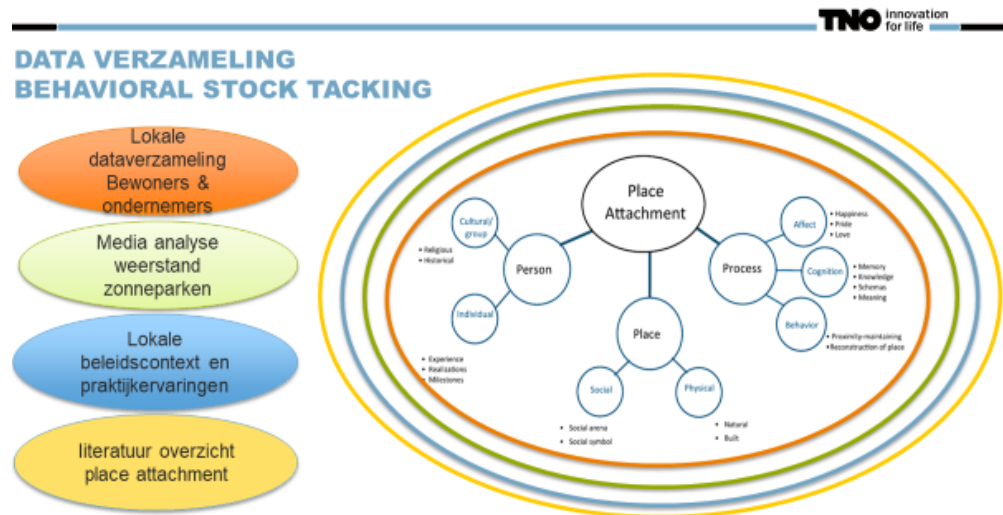 TNO innovation
for life
DATA VERZAMELING
BEHAVIORAL STOCK TACKING
Lokale
dataverzameling
Bewoners &
ondernemers
Media analyse
weerstand
zonneparken
Lokale
beleidscontext en
praktijkervaringen
literatuur overzicht
place attachment
Place
Attachment
Cultural/
group
• Religious
• Historical
Person
Individual
• Experience
• Realizations
• Milestones
Place
Social
• Social arena
• Social symbol
Physical
• Natural
• Built
Process
Affect
• Happiness
• Pride
• Love
Cognition
• Memory
• Knowledge
• Schemas
• Meaning
Behavior
• Proximity-maintaining
• Reconstruction of place